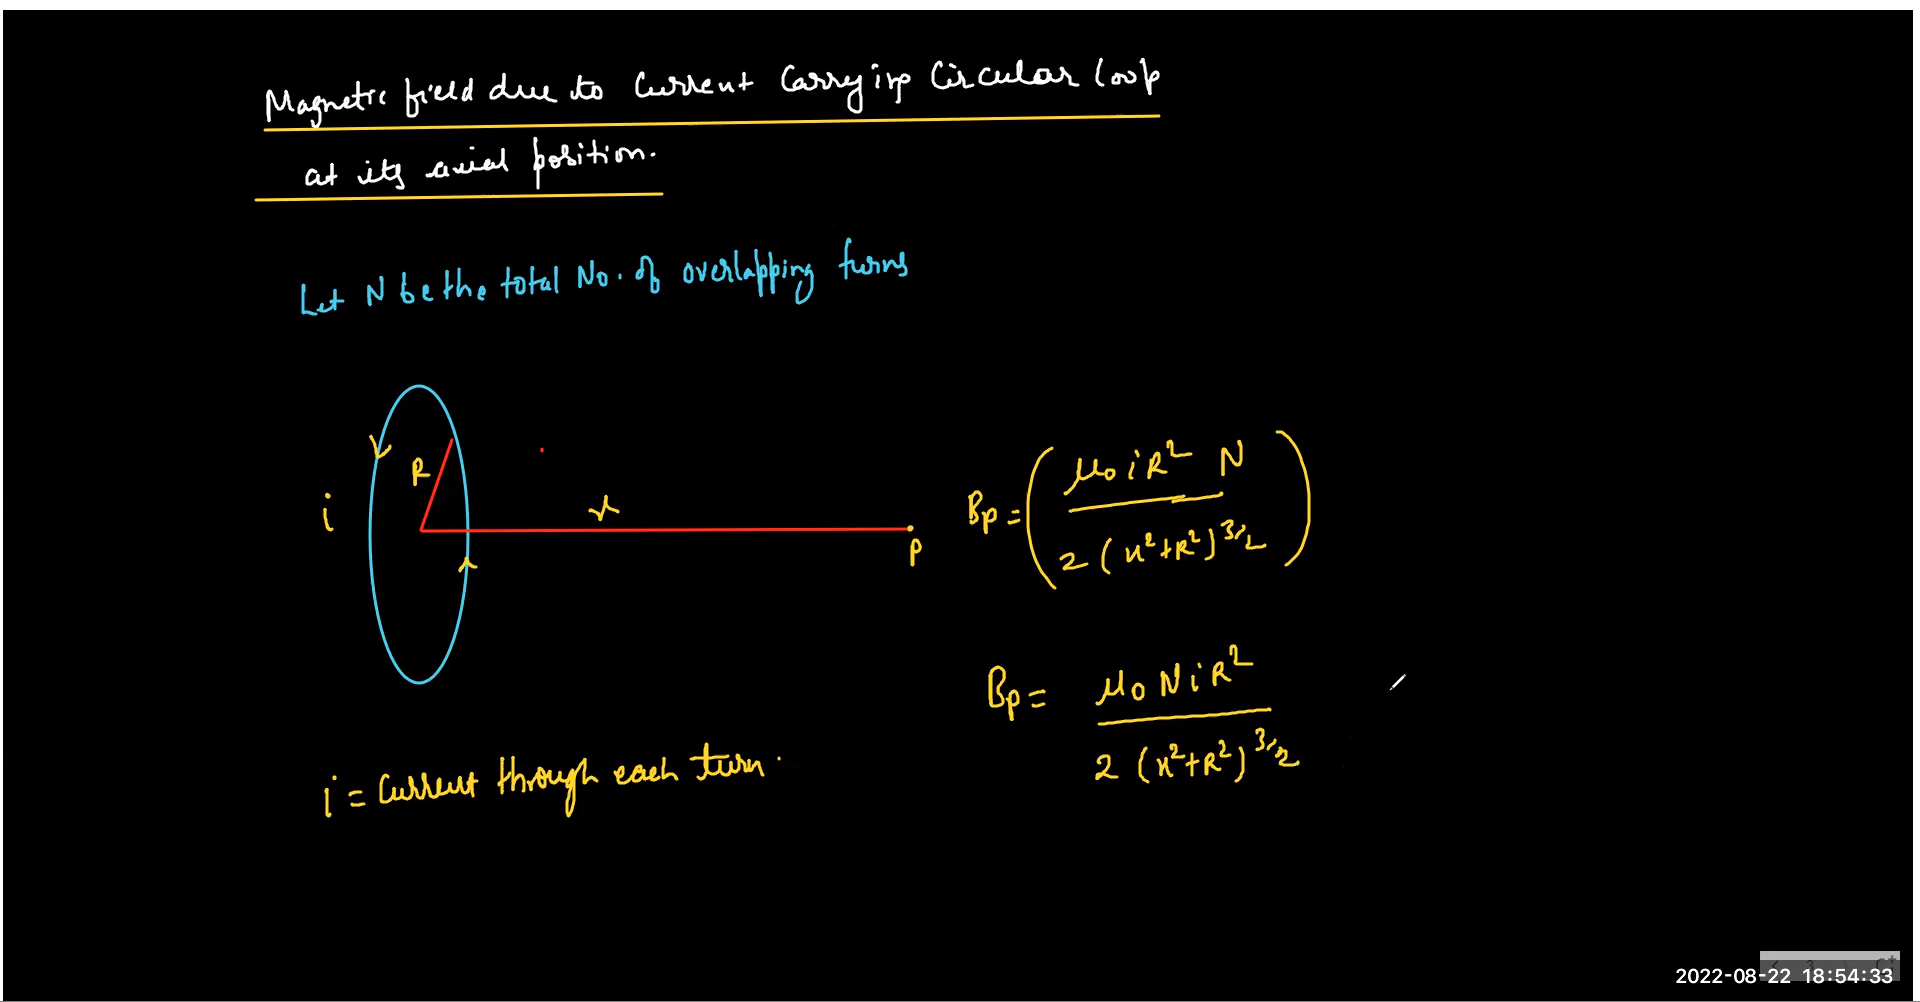 Magnetic field due to Current Carrying Circular loop
at its axial position.
Let N be the total No. of overlapping turns
R
i
x
P
Bp = ( μ₀ i R² N / 2 (x² + R²)^3/2 )
Bp = μ₀ N i R² / 2 (x² + R²)^3/2
i = Current through each turn.
2022-08-22 18:54:33